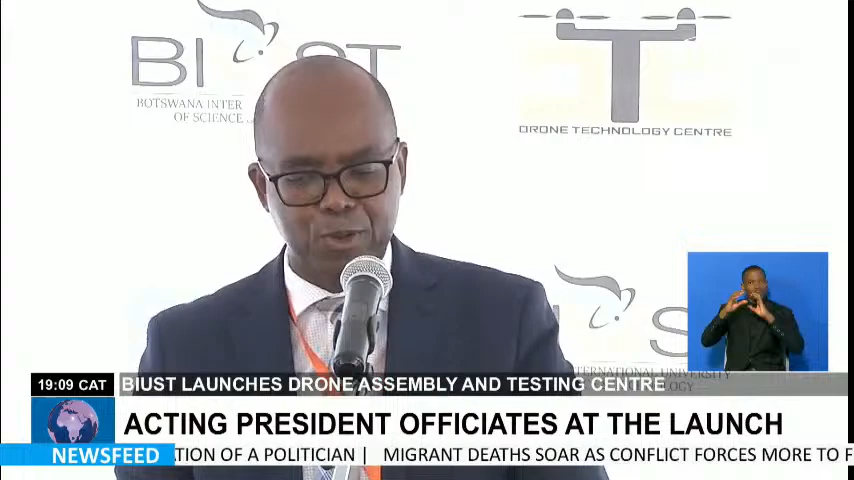 BIUST
BOTSWANA INTER
OF SCIENCE
DRONE TECHNOLOGY CENTRE
INTERNATIONAL UNIVERSITY
19:09 CAT
BIUST LAUNCHES DRONE ASSEMBLY AND TESTING CENTRE
ACTING PRESIDENT OFFICIATES AT THE LAUNCH
NEWSFEED
ATION OF A POLITICIAN | MIGRANT DEATHS SOAR AS CONFLICT FORCES MORE TO F